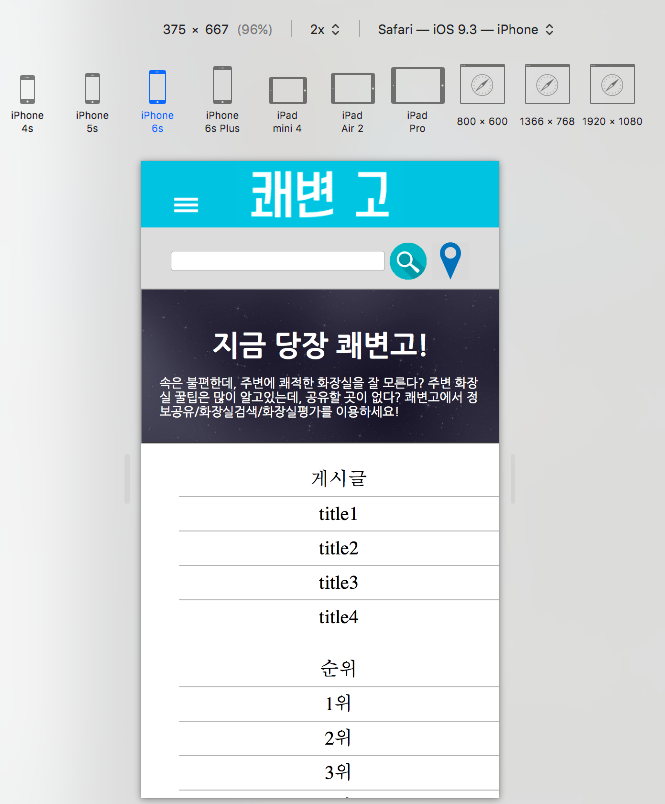 375 × 667 (96%) 2x Safari — iOS 9.3 — iPhone
iPhone 4s
iPhone 5s
iPhone 6s
iPhone 6s Plus
iPad mini 4
iPad Air 2
iPad Pro
800 × 600
1366 × 768
1920 × 1080
쾌변 고
지금 당장 쾌변고!
속은 불편한데, 주변에 쾌적한 화장실을 잘 모른다? 주변 화장
실 꿀팁은 많이 알고있는데, 공유할 곳이 없다? 쾌변고에서 정
보공유/화장실검색/화장실평가를 이용하세요!
게시글
title1
title2
title3
title4
순위
1위
2위
3위